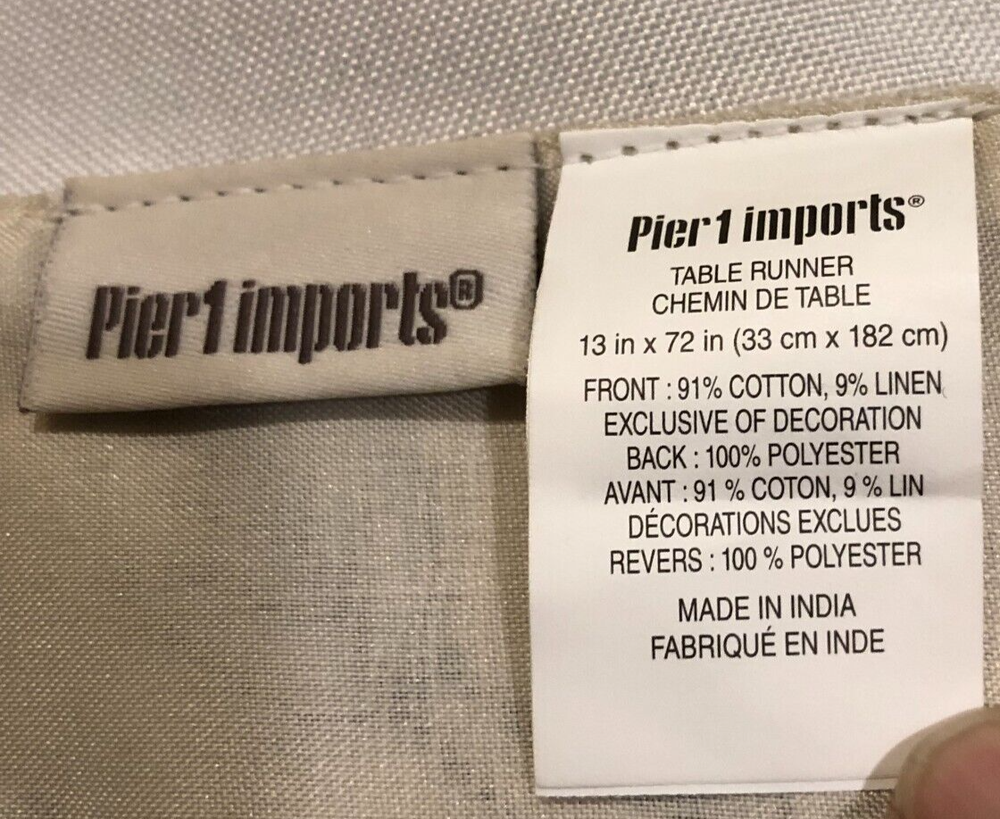 Pier1 imports®
Pier1 imports®
TABLE RUNNER
CHEMIN DE TABLE
13 in x 72 in (33 cm x 182 cm)
FRONT : 91% COTTON, 9% LINEN
EXCLUSIVE OF DECORATION
BACK : 100% POLYESTER
AVANT : 91 % COTON, 9 % LIN
DÉCORATIONS EXCLUES
REVERS : 100 % POLYESTER
MADE IN INDIA
FABRIQUÉ EN INDE